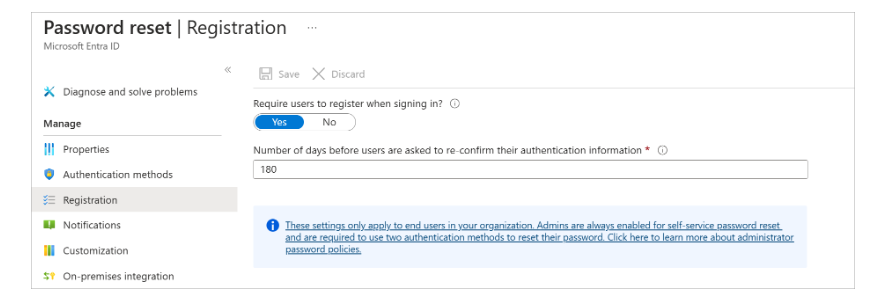 Password reset | Registration ...
Microsoft Entra ID
«
Save Discard
Diagnose and solve problems
Require users to register when signing in?
Yes No
Manage
Properties
Number of days before users are asked to re-confirm their authentication information *
180
Authentication methods
Registration
Notifications
These settings only apply to end users in your organization. Admins are always enabled for self-service password reset
and are required to use two authentication methods to reset their password. Click here to learn more about administrator
password policies.
Customization
On-premises integration